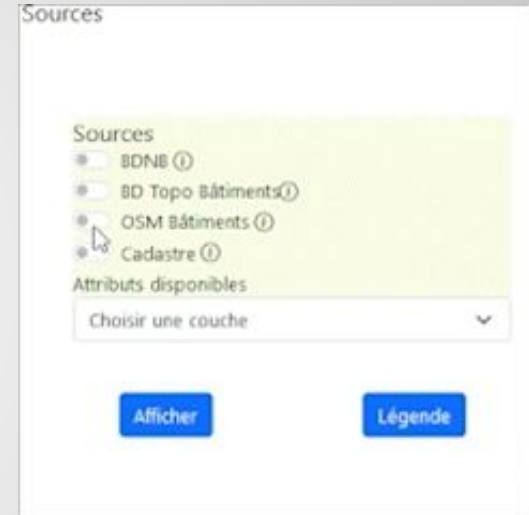 Sources
Sources
BDNB
BD Topo Bâtiments
OSM Bâtiments
Cadastre
Attributs disponibles
Choisir une couche
Afficher Légende